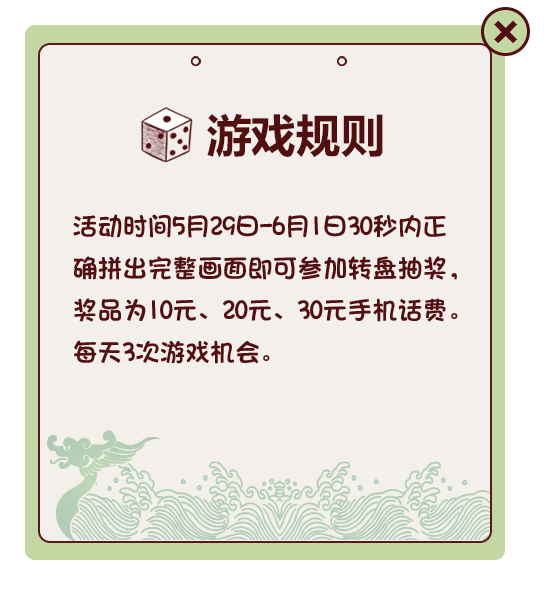 游戏规则
活动时间5月29日-6月1日30秒内正
确拼出完整画面即可参加转盘抽奖，
奖品为10元、20元、30元手机话费。
每天3次游戏机会。